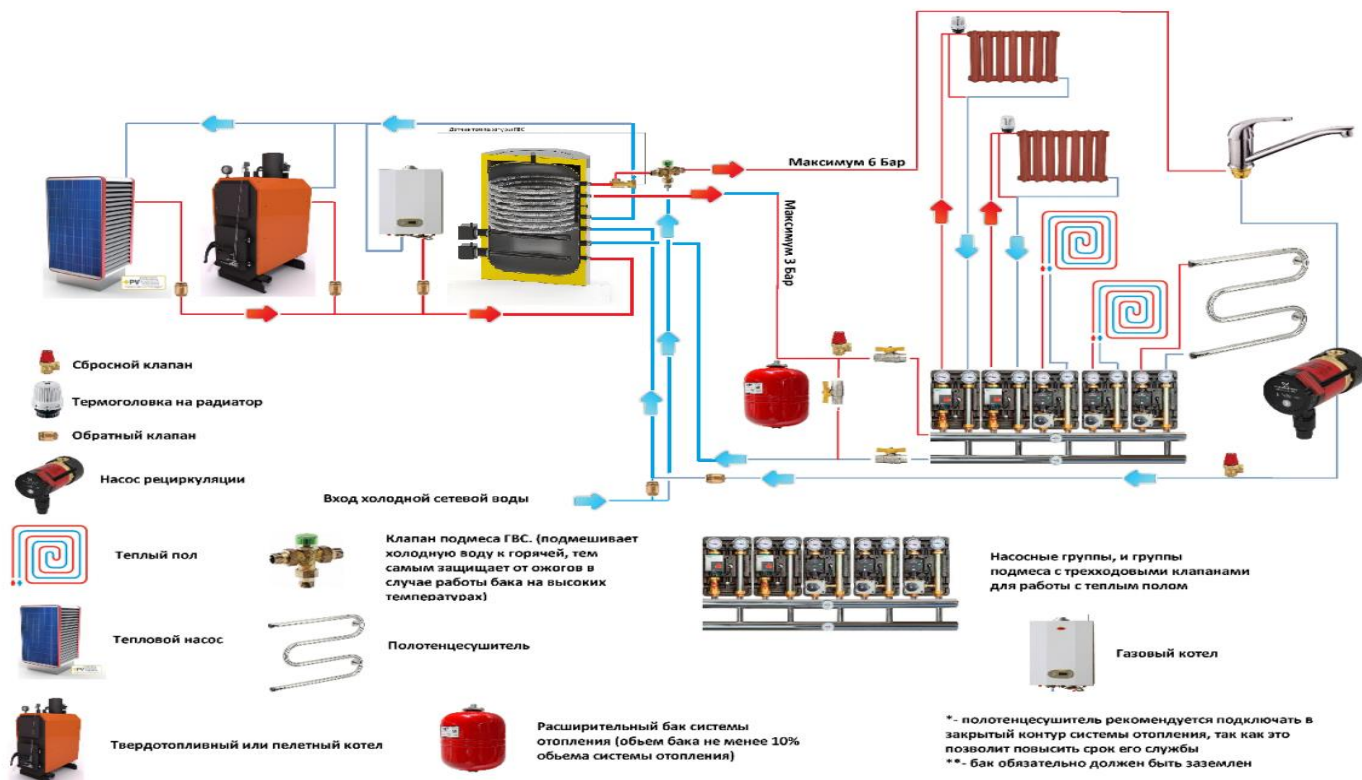 Датчик температуры ГВС
Максимум 6 Бар
Максимум 3 Бар
Сбросной клапан
Термоголовка на радиатор
Обратный клапан
Насос рециркуляции
Вход холодной сетевой воды
Теплый пол
Клапан подмеса ГВС. (подмешивает
холодную воду к горячей, тем
самым защищает от ожогов в
случае работы бака на высоких
температурах)
Насосные группы, и группы
подмеса с трехходовыми клапанами
для работы с теплым полом
Тепловой насос
Полотенцесушитель
Газовый котел
Твердотопливный или пелетный котел
Расширительный бак системы
отопления (обьем бака не менее 10%
обьема системы отопления)
*- полотенцесушитель рекомендуется подключать в
закрытый контур системы отопления, так как это
позволит повысить срок его службы
**- бак обязательно должен быть заземлен